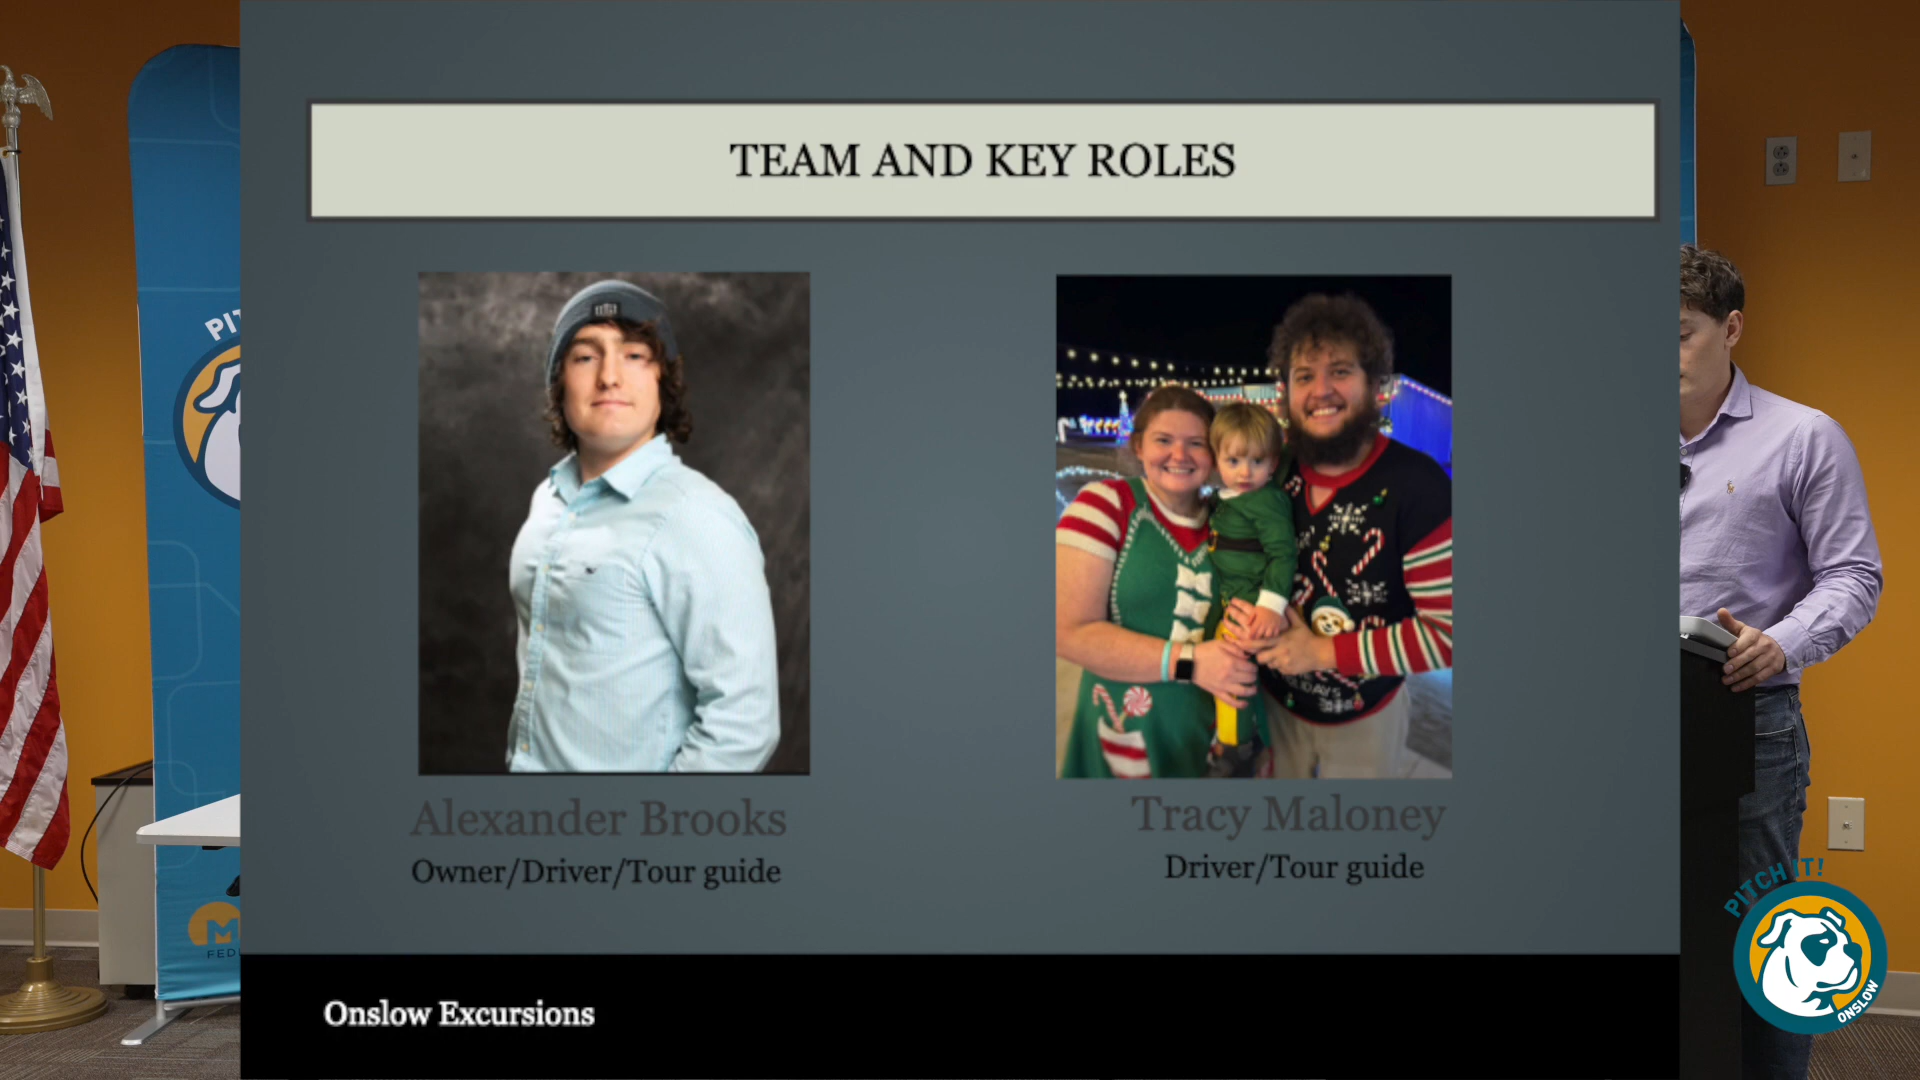 TEAM AND KEY ROLES
Alexander Brooks
Owner/Driver/Tour guide
Tracy Maloney
Driver/Tour guide
Onslow Excursions
PITCH IT!
ONSLOW